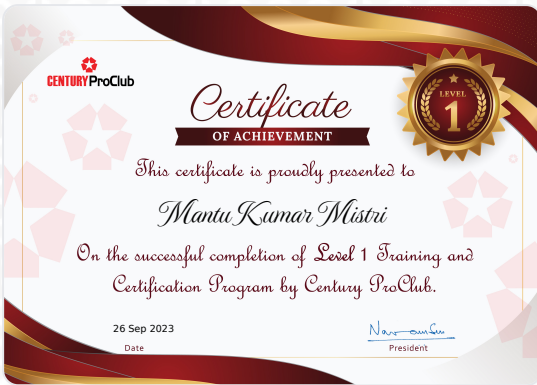 CENTURY ProClub
LEVEL
1
Certificate
OF ACHIEVEMENT
This certificate is proudly presented to
Mantu Kumar Mistri
On the successful completion of Level 1 Training and
Certification Program by Century ProClub.
26 Sep 2023
Date
President